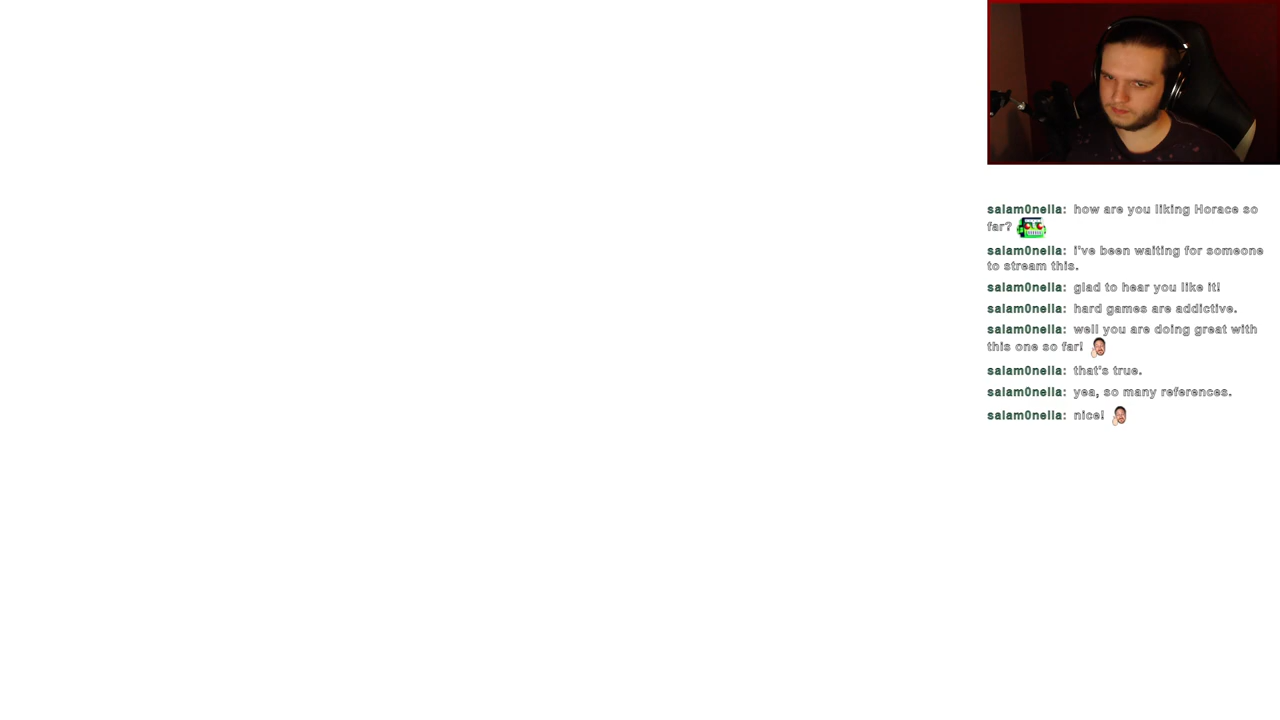 salam0nella: how are you liking Horace so
far?
salam0nella: i've been waiting for someone
to stream this.
salam0nella: glad to hear you like it!
salam0nella: hard games are addictive.
salam0nella: well you are doing great with
this one so far!
salam0nella: that's true.
salam0nella: yea, so many references.
salam0nella: nice!